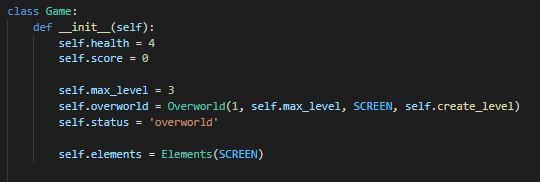 class Game:
    def __init__(self):
        self.health = 4
        self.score = 0
        self.max_level = 3
        self.overworld = Overworld(1, self.max_level, SCREEN, self.create_level)
        self.status = 'overworld'
        self.elements = Elements(SCREEN)